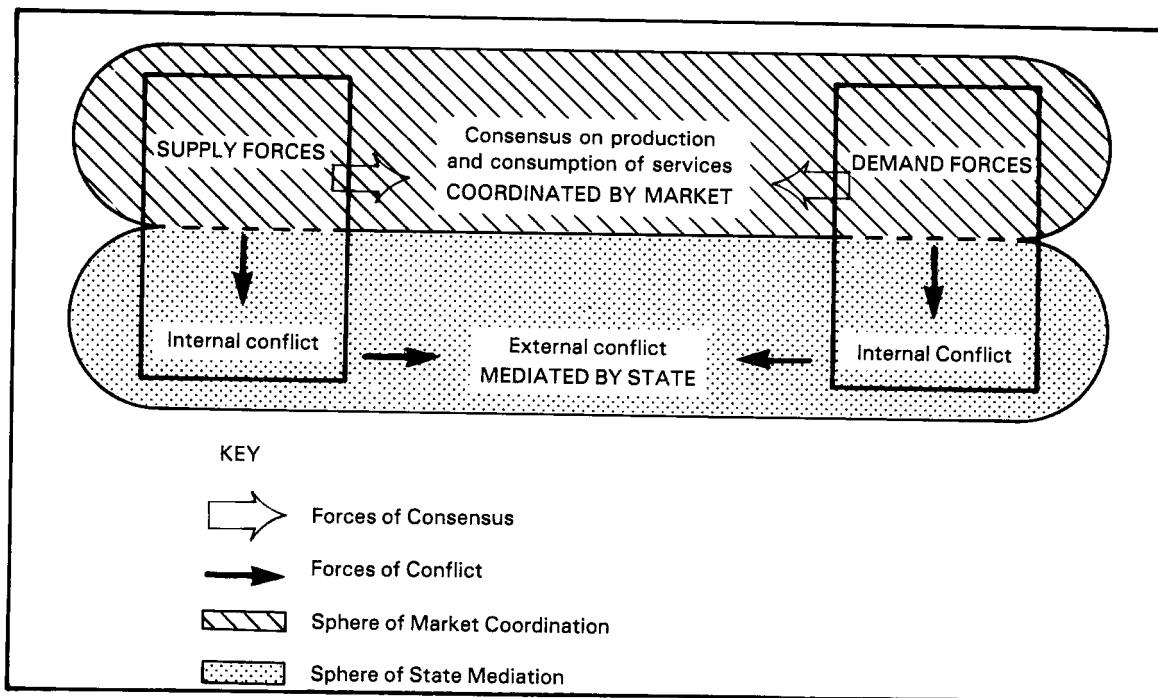 SUPPLY FORCES
Consensus on production
and consumption of services
COORDINATED BY MARKET
DEMAND FORCES
Internal conflict
External conflict
MEDIATED BY STATE
Internal Conflict
KEY
Forces of Consensus
Forces of Conflict
Sphere of Market Coordination
Sphere of State Mediation